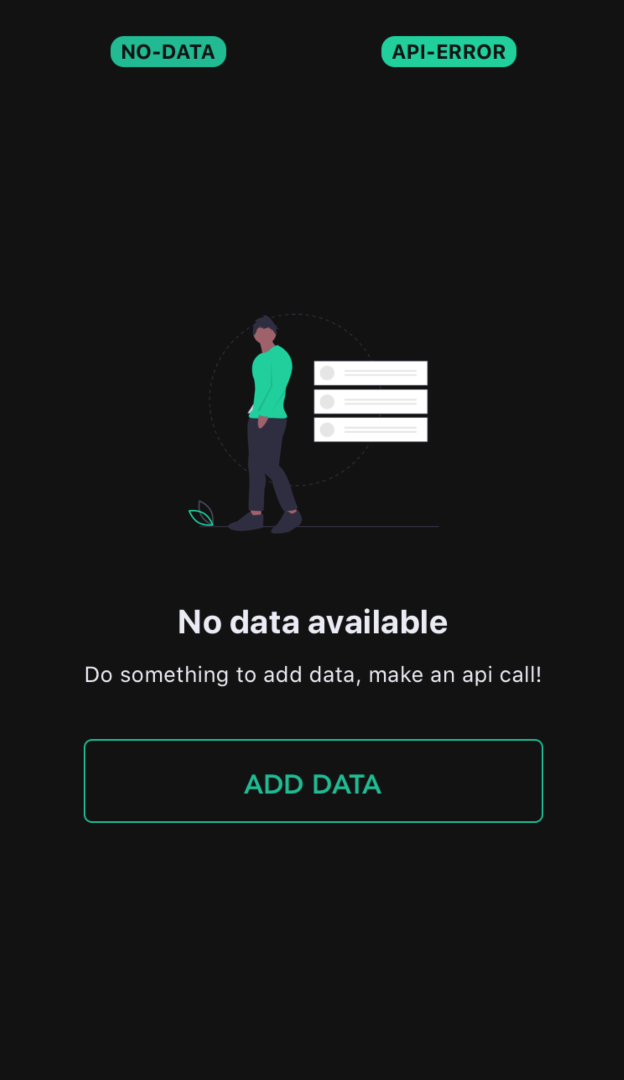 NO-DATA API-ERROR
No data available
Do something to add data, make an api call!
ADD DATA